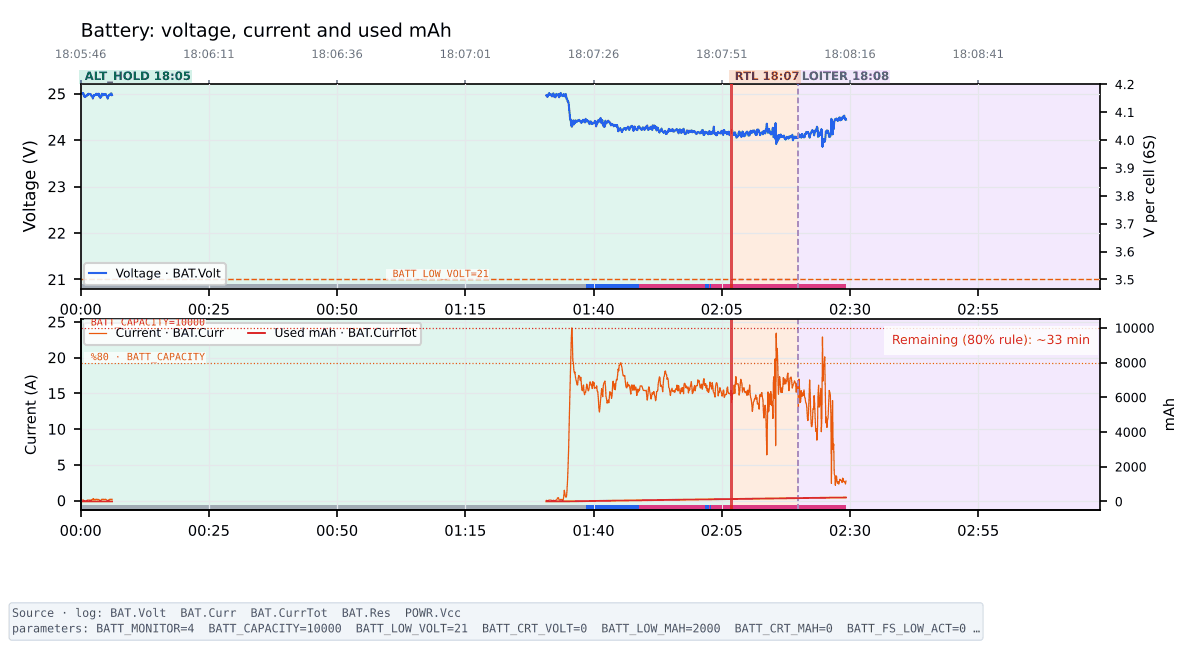 Battery: voltage, current and used mAh
18:05:46 18:06:11 18:06:36 18:07:01 18:07:26 18:07:51 18:08:16 18:08:41
ALT_HOLD 18:05 RTL 18:07 LOITER 18:08
Voltage (V)
25
24
23
22
21
4.2
4.1
4.0
3.9
3.8
3.7
3.6
3.5
V per cell (6S)
Voltage · BAT.Volt
BATT_LOW_VOLT=21
00:00 00:25 00:50 01:15 01:40 02:05 02:30 02:55
BATT_CAPACITY=10000
Current · BAT.Curr Used mAh · BAT.CurrTot
Remaining (80% rule): ~33 min
%80 · BATT_CAPACITY
Current (A)
25
20
15
10
5
0
10000
8000
6000
4000
2000
0
mAh
00:00 00:25 00:50 01:15 01:40 02:05 02:30 02:55
Source · log: BAT.Volt BAT.Curr BAT.CurrTot BAT.Res POWR.Vcc
parameters: BATT_MONITOR=4 BATT_CAPACITY=10000 BATT_LOW_VOLT=21 BATT_CRT_VOLT=0 BATT_LOW_MAH=2000 BATT_CRT_MAH=0 BATT_FS_LOW_ACT=0 …